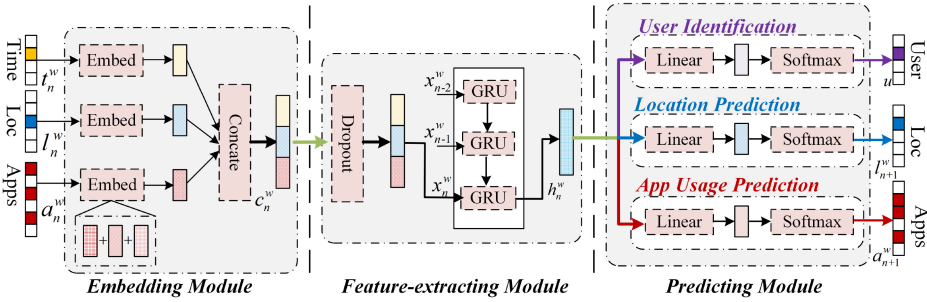 Time
t_n^w
Embed
Loc
l_n^w
Embed
Apps
a_n^w
Embed
+
+
Concate
c_n^w
Embedding Module
Dropout
x_{n-2}^w
GRU
x_{n-1}^w
GRU
x_n^w
GRU
h_n^w
Feature-extracting Module
User Identification
Linear
Softmax
User
u
Location Prediction
Linear
Softmax
Loc
l_{n+1}^w
App Usage Prediction
Linear
Softmax
Apps
a_{n+1}^w
Predicting Module